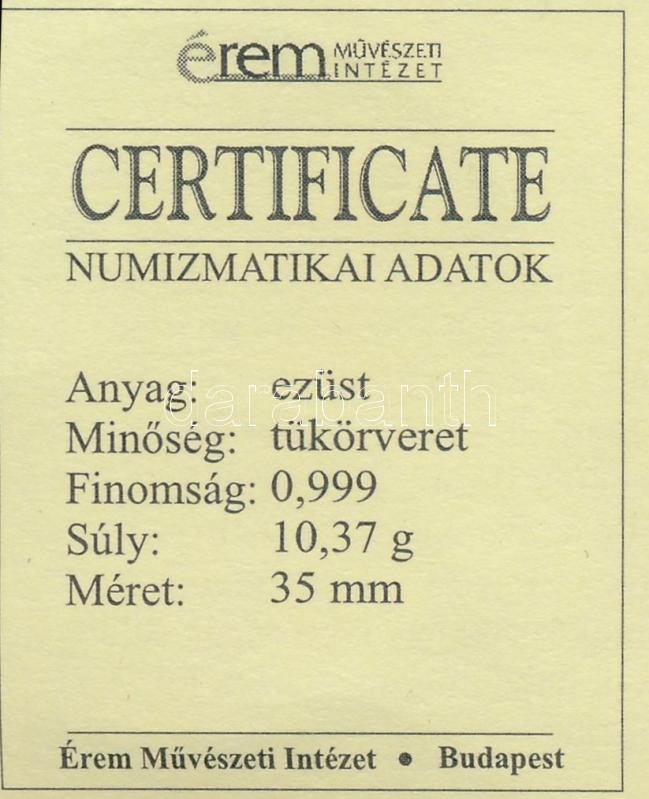 érem MŰVÉSZETI
INTÉZET
CERTIFICATE
NUMIZMATIKAI ADATOK
Anyag: ezüst
darabanth
Minőség: tükörveret
Finomság: 0,999
Súly: 10,37 g
Méret: 35 mm
Érem Művészeti Intézet • Budapest